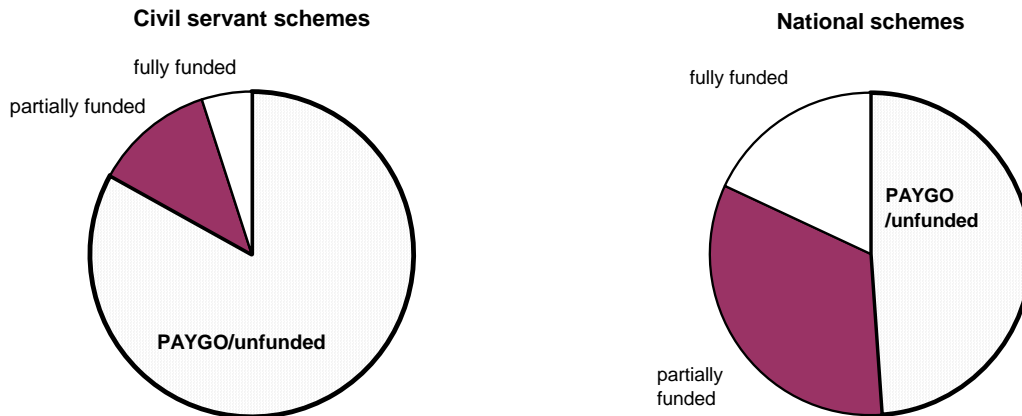 Civil servant schemes
fully funded
partially funded
PAYGO/unfunded
National schemes
fully funded
PAYGO
/unfunded
partially
funded